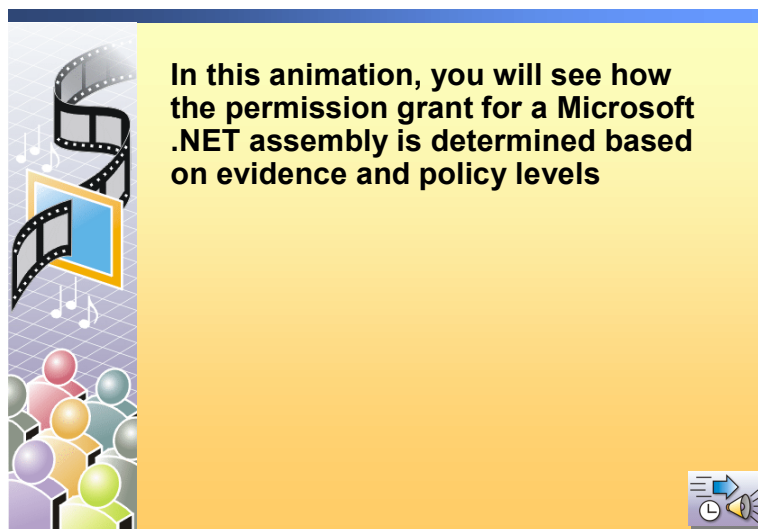 In this animation, you will see how
the permission grant for a Microsoft
.NET assembly is determined based
on evidence and policy levels